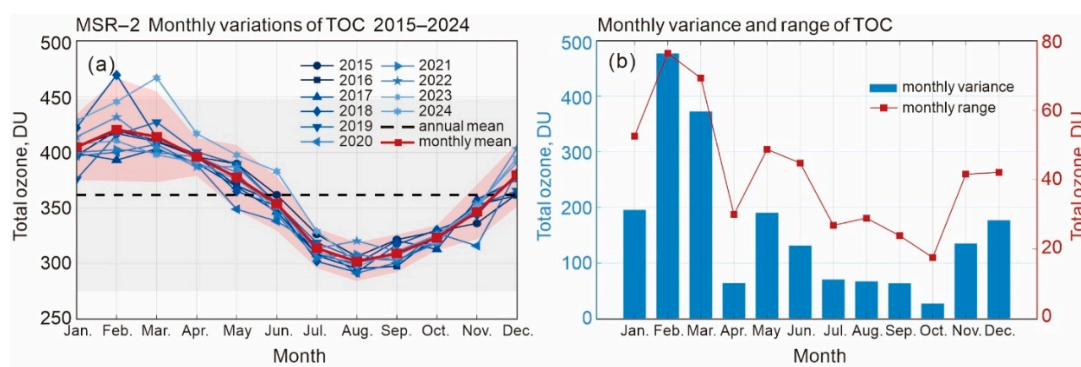 MSR–2 Monthly variations of TOC 2015–2024
(a)
500
450
400
350
300
250
Total ozone, DU
2015
2016
2017
2018
2019
2020
2021
2022
2023
2024
annual mean
monthly mean
Jan. Feb. Mar. Apr. May Jun. Jul. Aug. Sep. Oct. Nov. Dec.
Month
Monthly variance and range of TOC
(b)
500
400
300
200
100
0
Total ozone, DU
monthly variance
monthly range
80
60
40
20
0
Total ozone, DU
Jan. Feb. Mar. Apr. May Jun. Jul. Aug. Sep. Oct. Nov. Dec.
Month